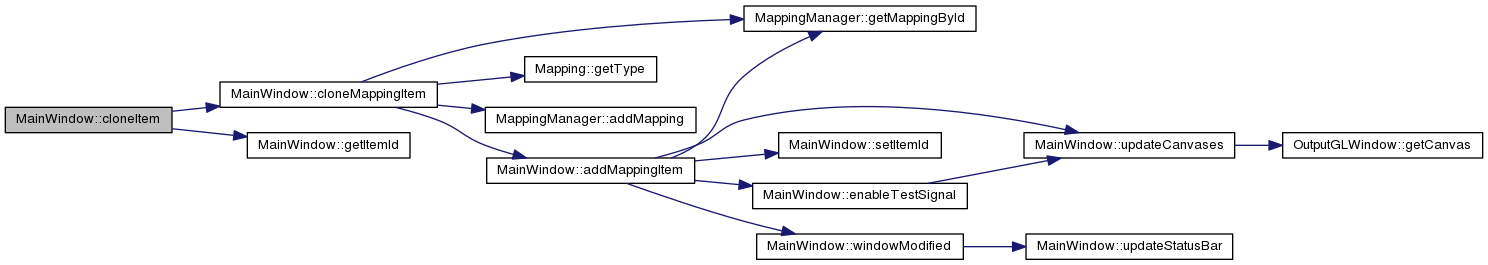 MainWindow::cloneItem
MainWindow::cloneMappingItem
MainWindow::getItemId
MappingManager::getMappingById
Mapping::getType
MappingManager::addMapping
MainWindow::addMappingItem
MainWindow::setItemId
MainWindow::enableTestSignal
MainWindow::windowModified
MainWindow::updateCanvases
MainWindow::updateStatusBar
OutputGLWindow::getCanvas